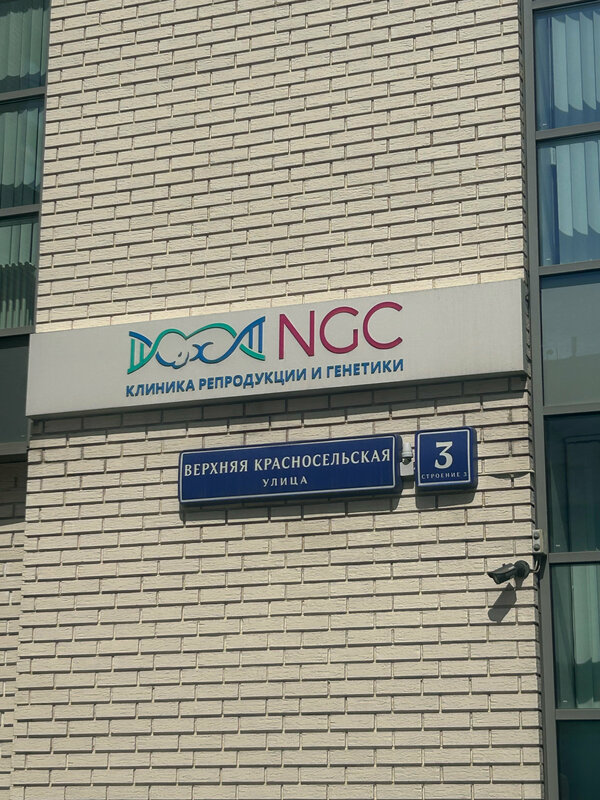 NGC
КЛИНИКА РЕПРОДУКЦИИ И ГЕНЕТИКИ
ВЕРХНЯЯ КРАСНОСЕЛЬСКАЯ
УЛИЦА
3
СТРОЕНИЕ 3